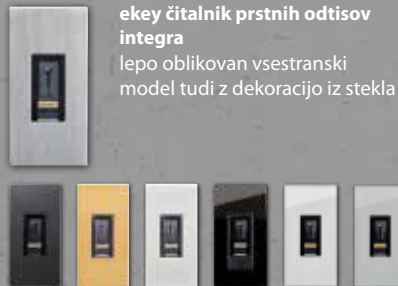 ekey čitalnik prstnih odtisov
integra
lepo oblikovan vsestranski
model tudi z dekoracijo iz stekla